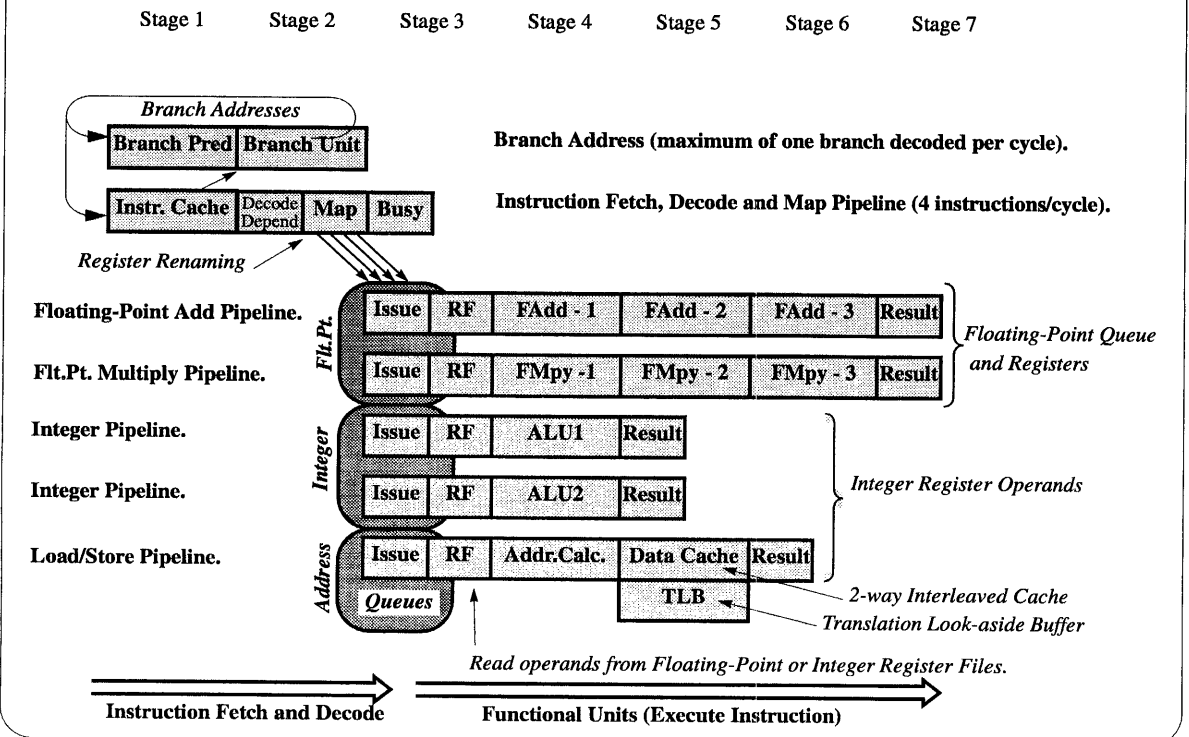 Stage 1 Stage 2 Stage 3 Stage 4 Stage 5 Stage 6 Stage 7
Branch Addresses
Branch Pred Branch Unit
Branch Address (maximum of one branch decoded per cycle).
Instr. Cache Decode Depend Map Busy
Instruction Fetch, Decode and Map Pipeline (4 instructions/cycle).
Register Renaming
Floating-Point Add Pipeline.
Flt.Pt.
Issue RF FAdd - 1 FAdd - 2 FAdd - 3 Result
Floating-Point Queue
and Registers
Flt.Pt. Multiply Pipeline.
Issue RF FMpy -1 FMpy - 2 FMpy - 3 Result
Integer Pipeline.
Integer
Issue RF ALU1 Result
Integer Pipeline.
Issue RF ALU2 Result
Integer Register Operands
Load/Store Pipeline.
Address
Issue RF Addr.Calc. Data Cache Result
Queues
TLB
2-way Interleaved Cache
Translation Look-aside Buffer
Read operands from Floating-Point or Integer Register Files.
Instruction Fetch and Decode
Functional Units (Execute Instruction)